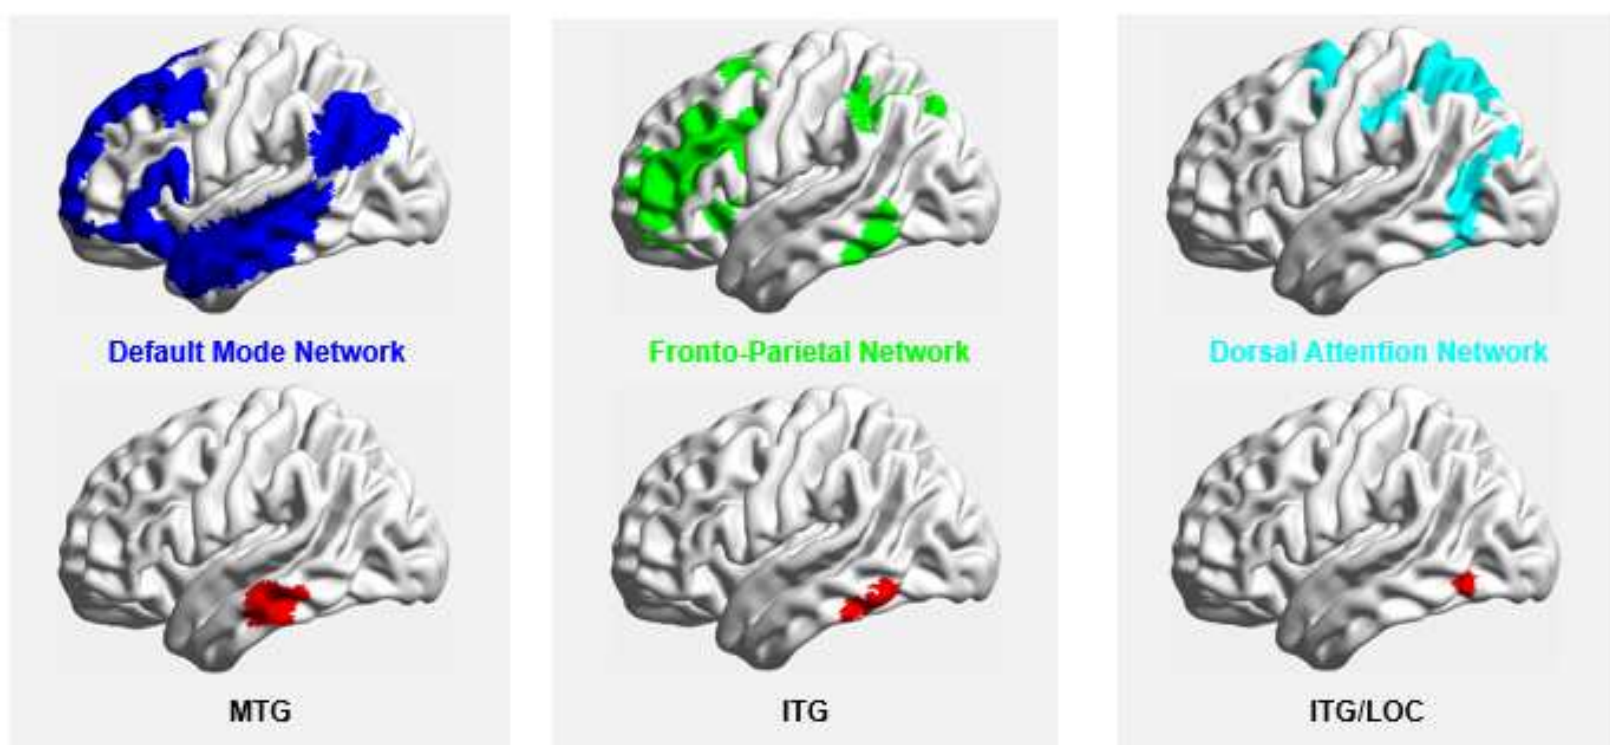 Default Mode Network
Fronto-Parietal Network
Dorsal Attention Network
MTG
ITG
ITG/LOC